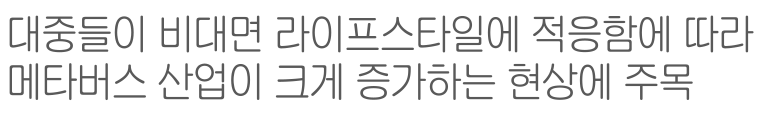 대중들이 비대면 라이프스타일에 적응함에 따라
메타버스 산업이 크게 증가하는 현상에 주목